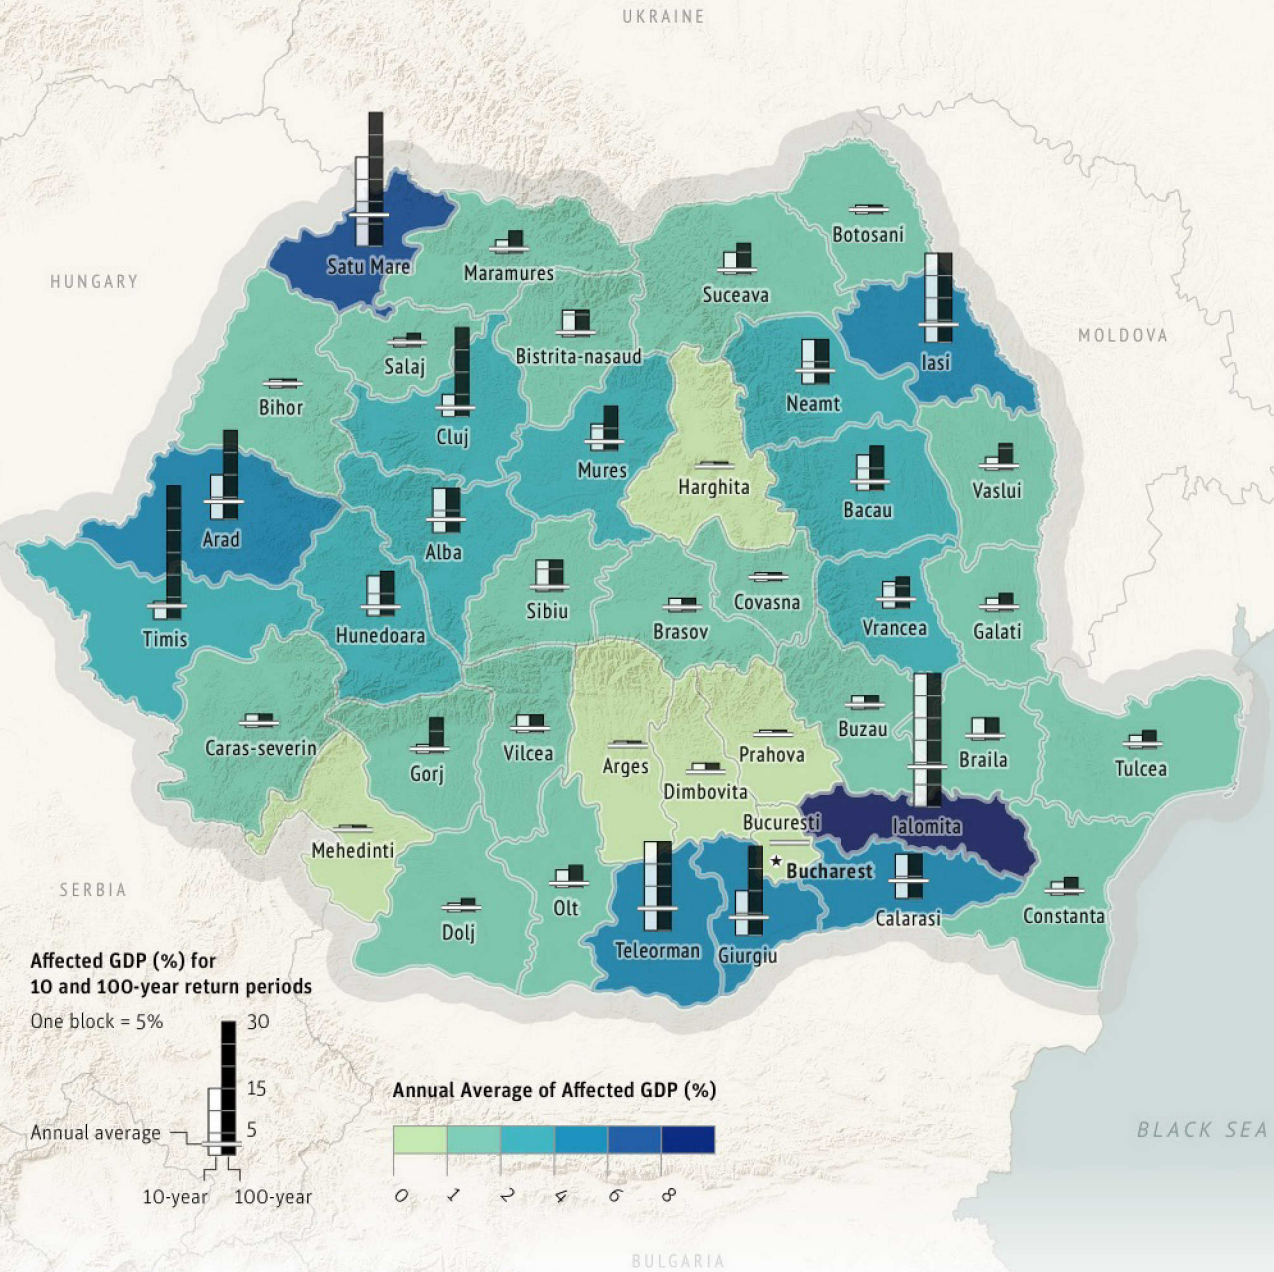 UKRAINE
HUNGARY
MOLDOVA
Botosani
Satu Mare
Maramures
Suceava
Iasi
Salaj
Bistrita-nasaud
Bihor
Neamt
Cluj
Mures
Harghita
Vaslui
Bacau
Arad
Alba
Timis
Hunedoara
Sibiu
Brasov
Covasna
Vrancea
Galati
Caras-severin
Gorj
Vilcea
Arges
Prahova
Buzau
Braila
Tulcea
Dimbovita
Bucuresti
Ialomita
Mehedinti
Bucharest
SERBIA
Olt
Dolj
Teleorman
Giurgiu
Calarasi
Constanta
Affected GDP (%) for
10 and 100-year return periods
One block = 5%
30
15
5
Annual average
10-year
100-year
Annual Average of Affected GDP (%)
0
1
2
4
6
8
BLACK SEA
BULGARIA